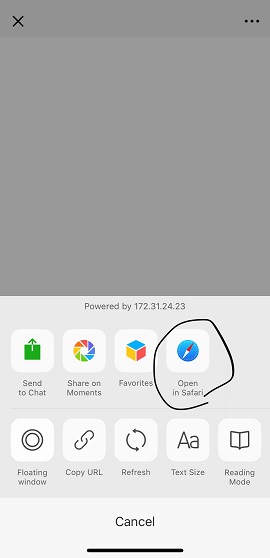 Powered by 172.31.24.23
Send
to Chat
Share on
Moments
Favorites
Open
in Safari
Floating
window
Copy URL
Refresh
Aa
Text Size
Reading
Mode
Cancel